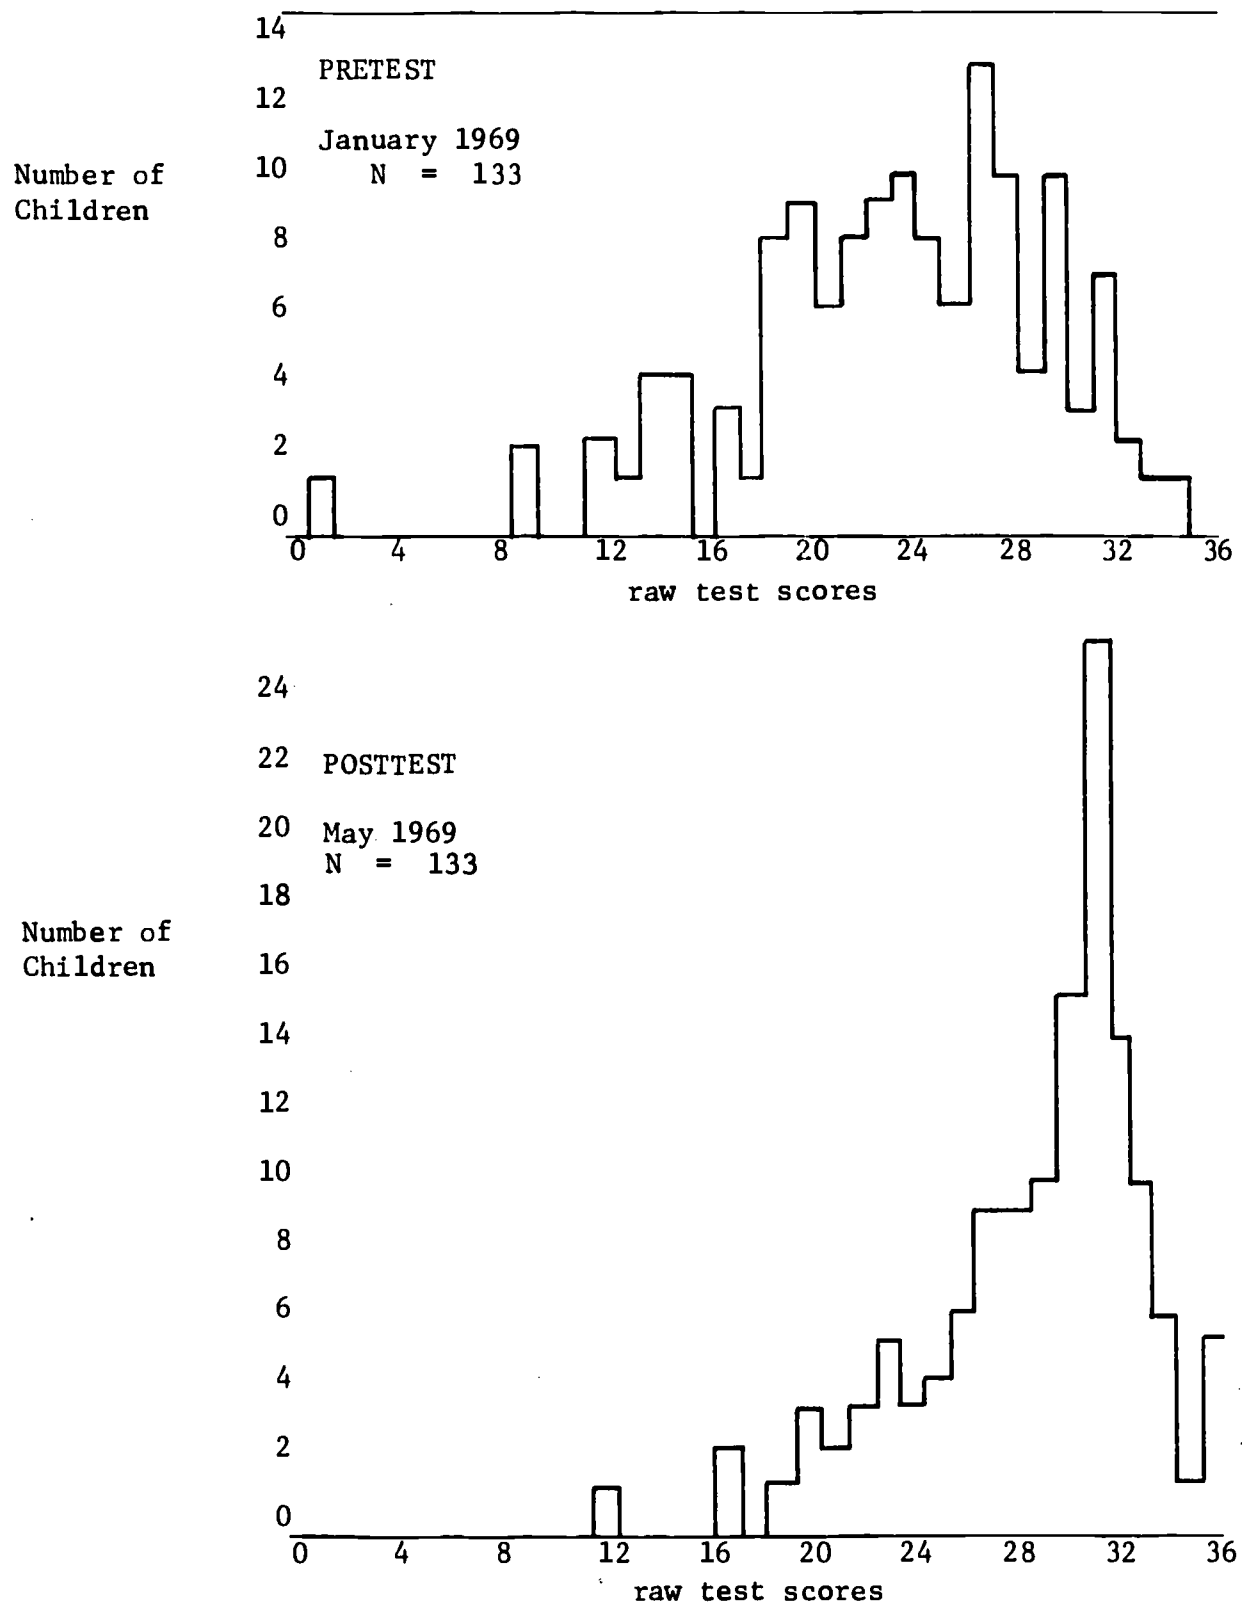 14
PRETEST
12
January 1969
10
N = 133
Number of
Children
8
6
4
2
0
0 4 8 12 16 20 24 28 32 36
raw test scores
24
22
POSTTEST
20
May 1969
N = 133
18
Number of
Children
16
14
12
10
8
6
4
2
0
0 4 8 12 16 20 24 28 32 36
raw test scores